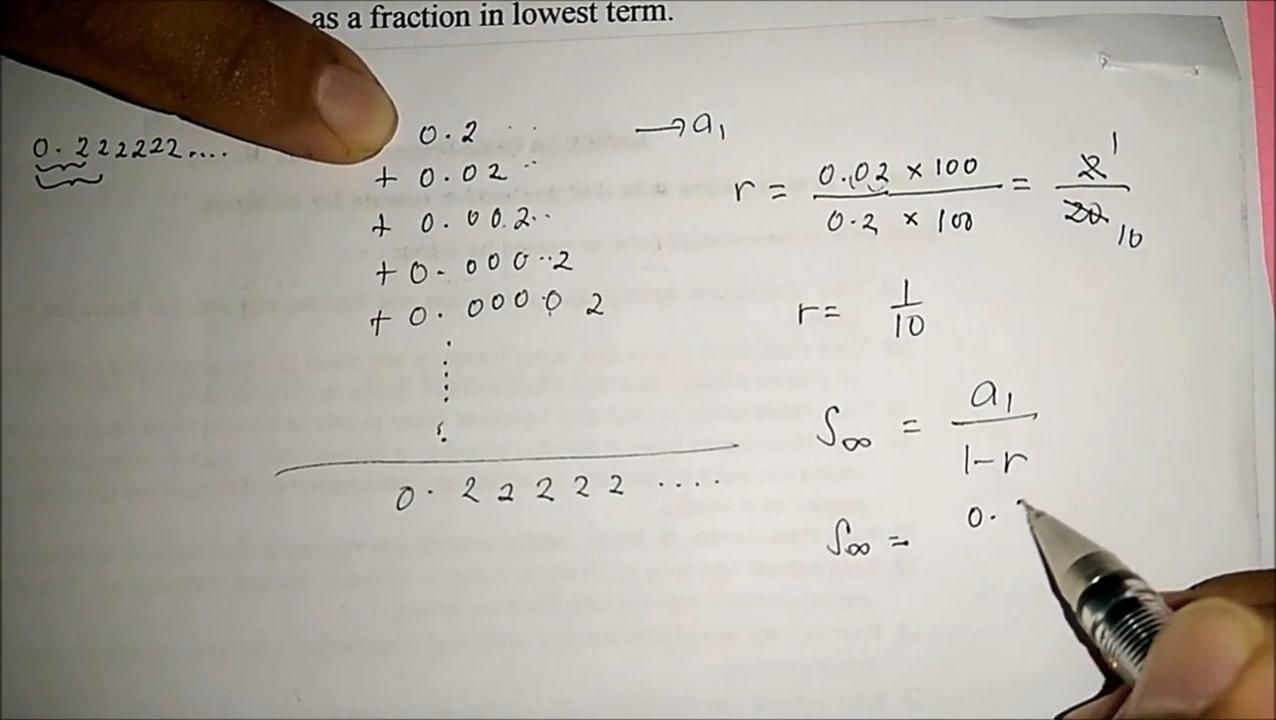 as a fraction in lowest term.
0.222222....
0.2 → a₁
+ 0.02
+ 0.002
+ 0.0002
+ 0.00002
0.22222....
r = 0.02 × 100 / 0.2 × 100 = 2 1 / 20 10
r = 1/10
S∞ = a₁ / 1-r
S∞ = 0.